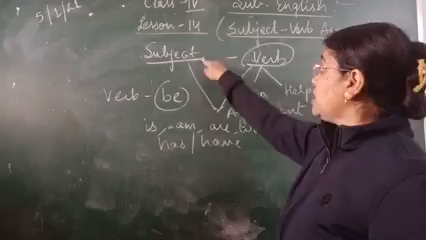 5/1/21
Class - IV Sub. English
Lesson - 14 (Subject - Verb
Subject - Verb
Verb - be
is am are
has / have